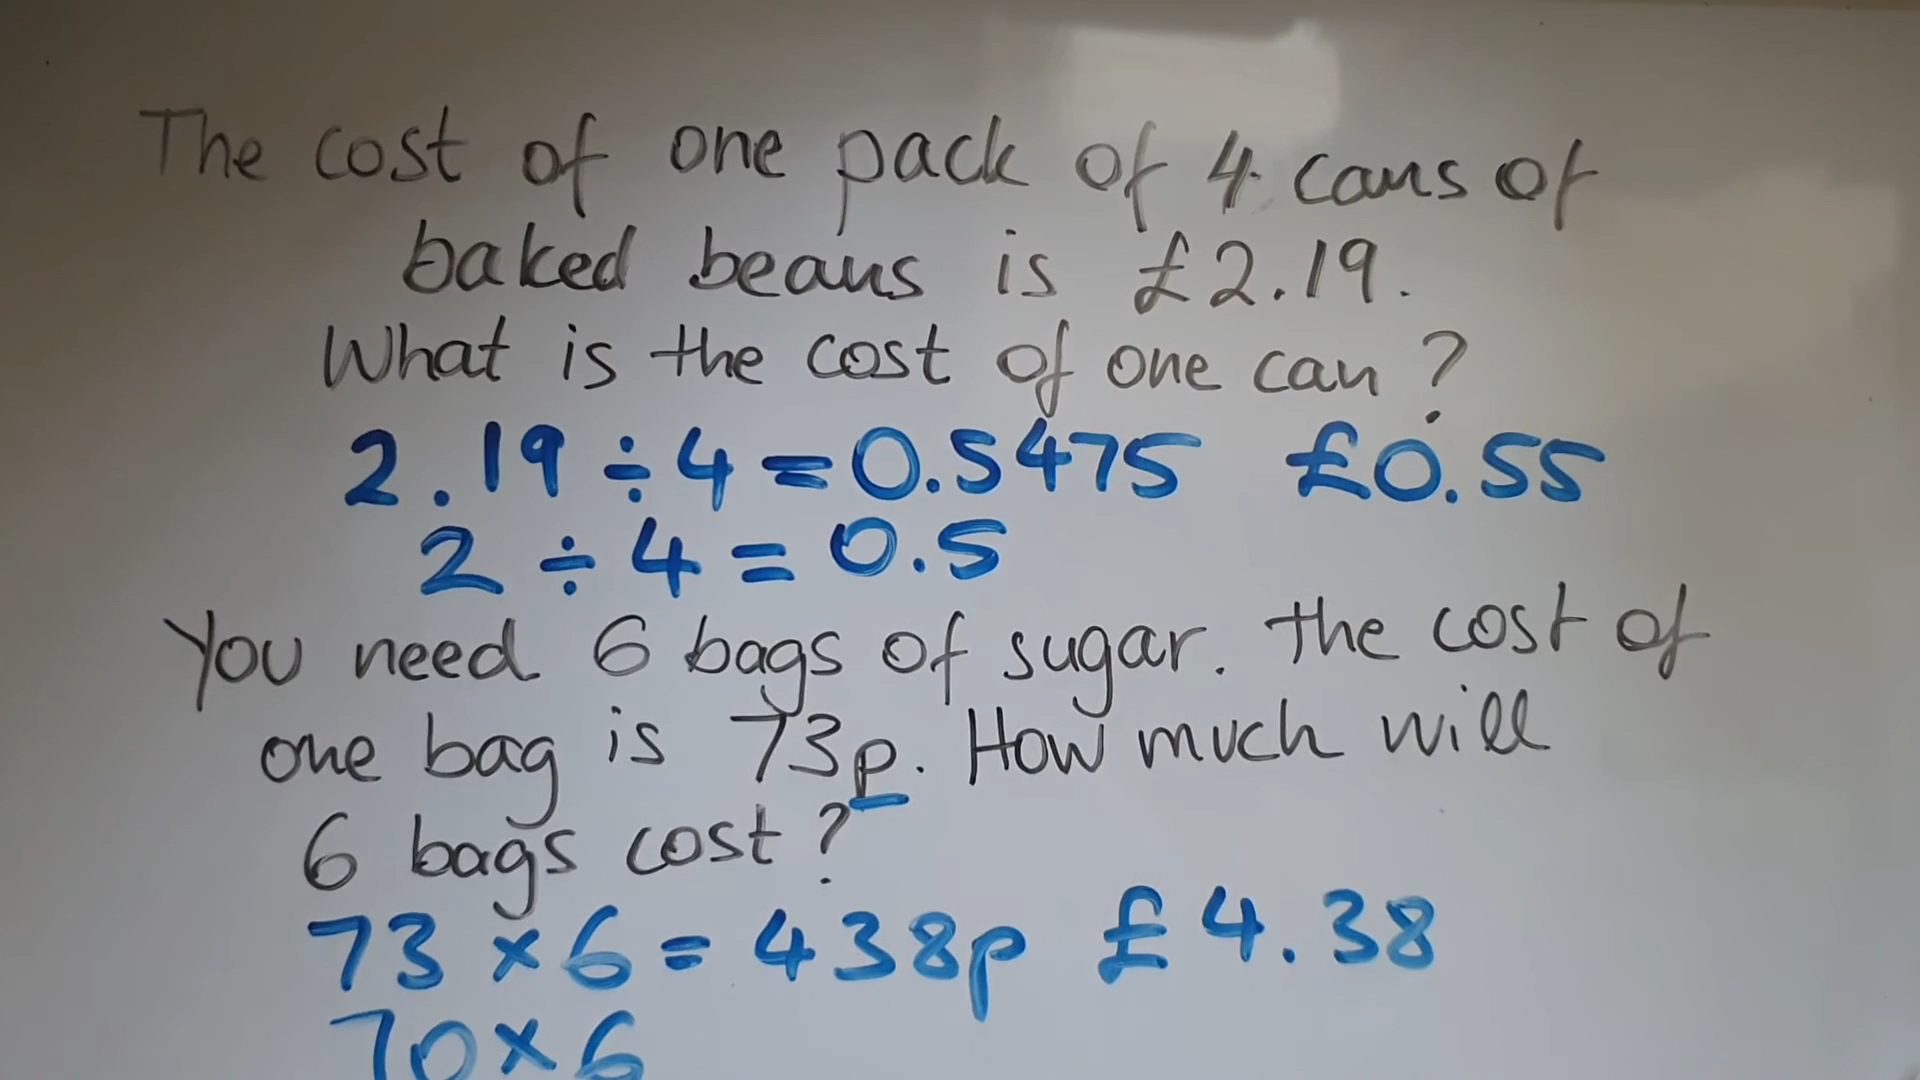 The cost of one pack of 4 cans of
baked beans is £2.19.
What is the cost of one can?
2.19 ÷ 4 = 0.5475 £0.55
2 ÷ 4 = 0.5
You need 6 bags of sugar. The cost of
one bag is 73p. How much will
6 bags cost?
73 × 6 = 438p £4.38
70 × 6